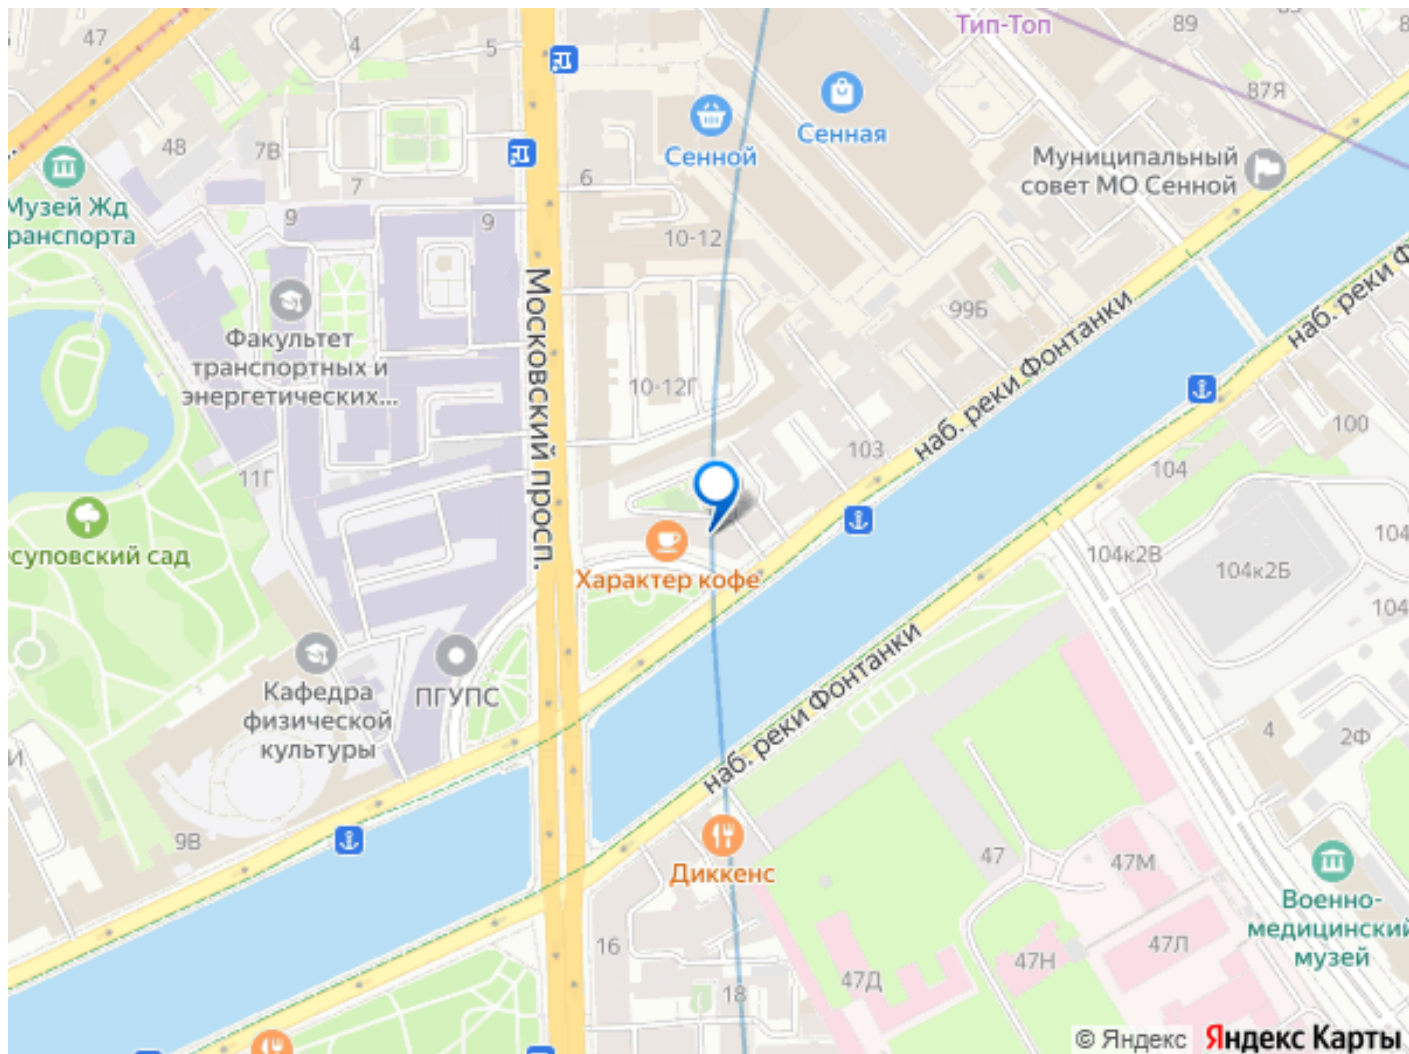 47
4
5
Тип-Топ
89
87Я
Сенной
Сенная
48
7В
7
6
9
9
Музей Жд
ранспорта
Муниципальный
совет МО Сенной
10-12
Московский просп.
99Б
наб. реки Фонтанки
наб. реки Ф
Факультет
транспортных и
энергетических...
10-12Г
103
100
104
11Г
суповский сад
Характер кофе
104к2В
104к2Б
104
104
Кафедра
физической
культуры
ПГУПС
наб. реки Фонтанки
4
2Ф
И
9В
Диккенс
47
47М
Военно-
медицинский
музей
16
47Д
47Н
47Л
18
© Яндекс Яндекс Карты